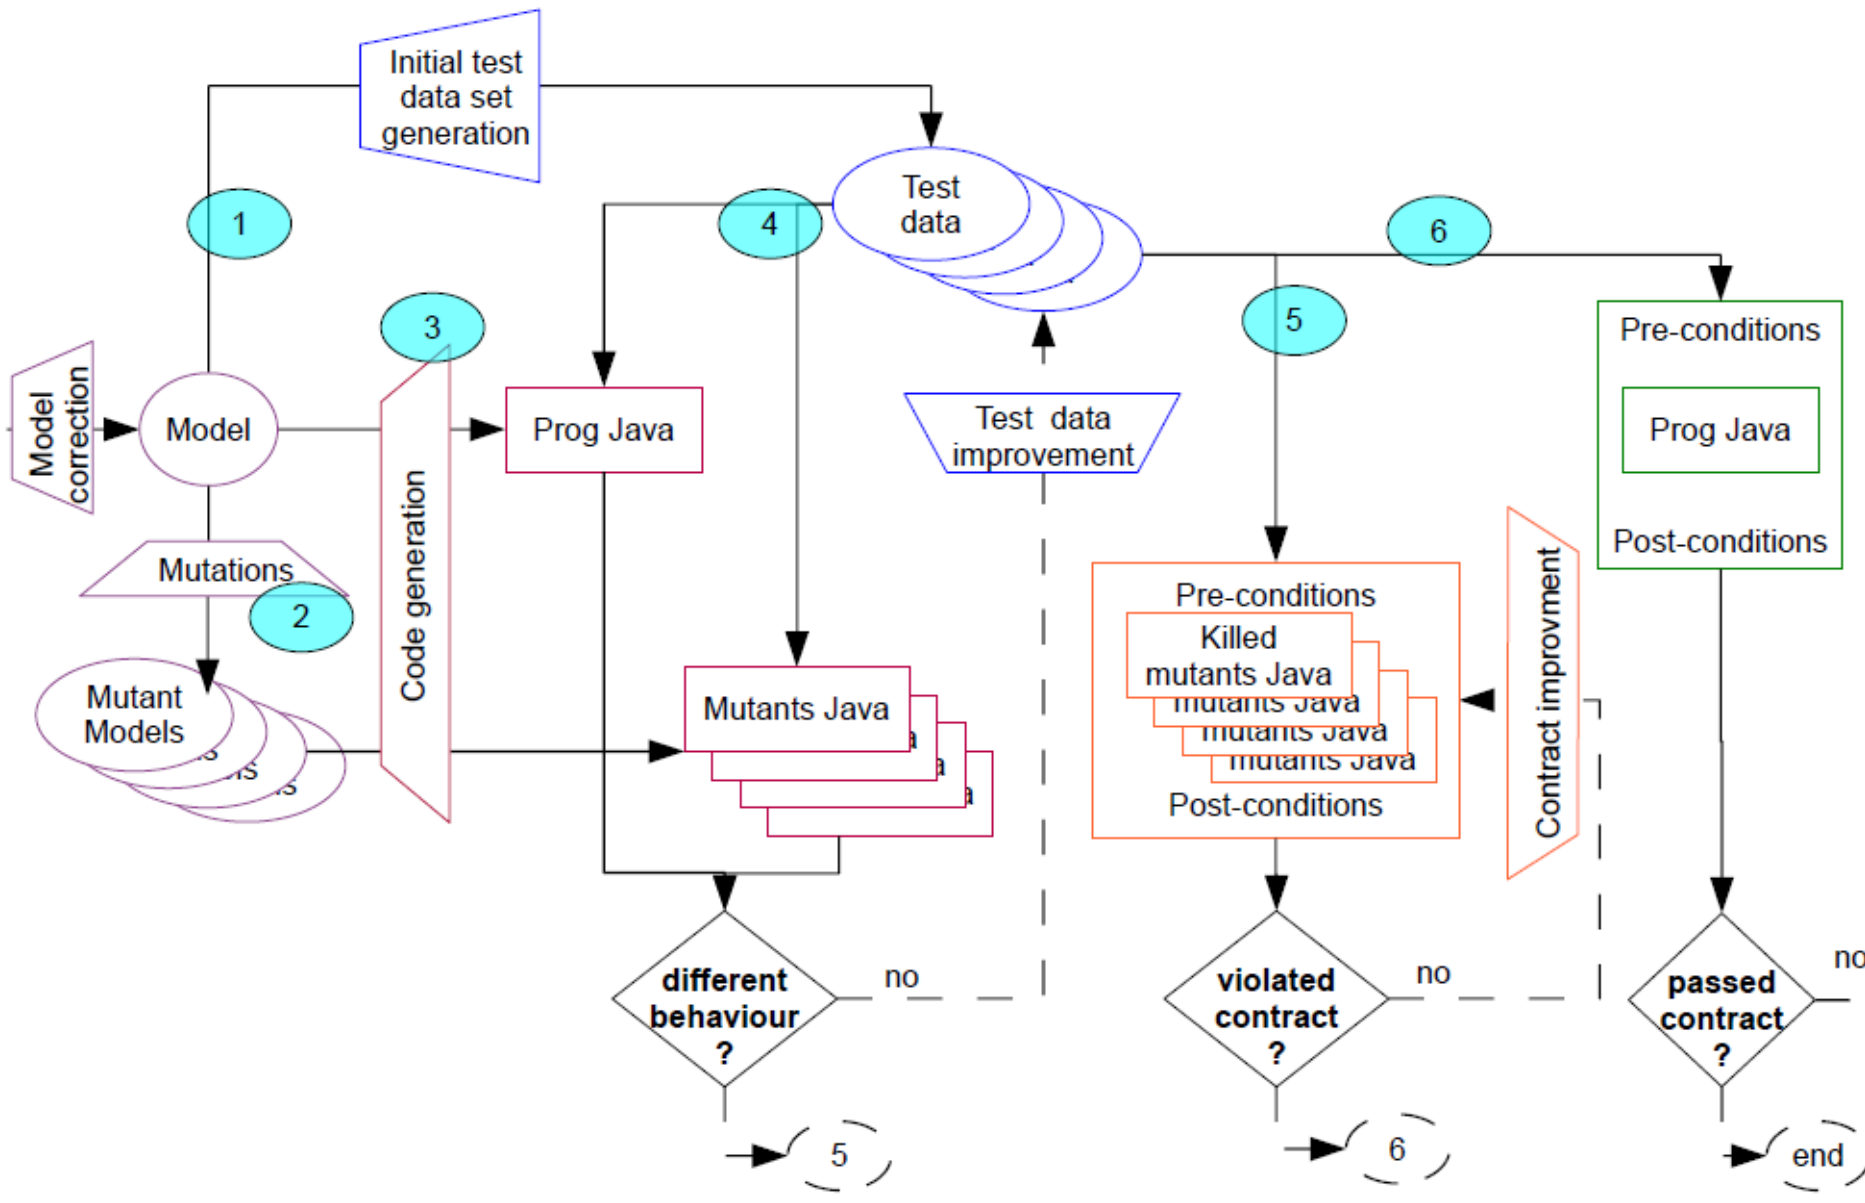 Initial test
data set
generation
Test
data
1
4
6
5
3
Pre-conditions
Prog Java
Post-conditions
Model
correction
Model
Prog Java
Test data
improvement
Code generation
Mutations
2
Mutant
Models
s
ns
s
Mutants Java
a
a
a
Pre-conditions
Killed
mutants Java
mutants Java
mutants Java
mutants Java
Post-conditions
Contract improvment
different
behaviour
?
no
violated
contract
?
no
passed
contract
?
no
5
6
end